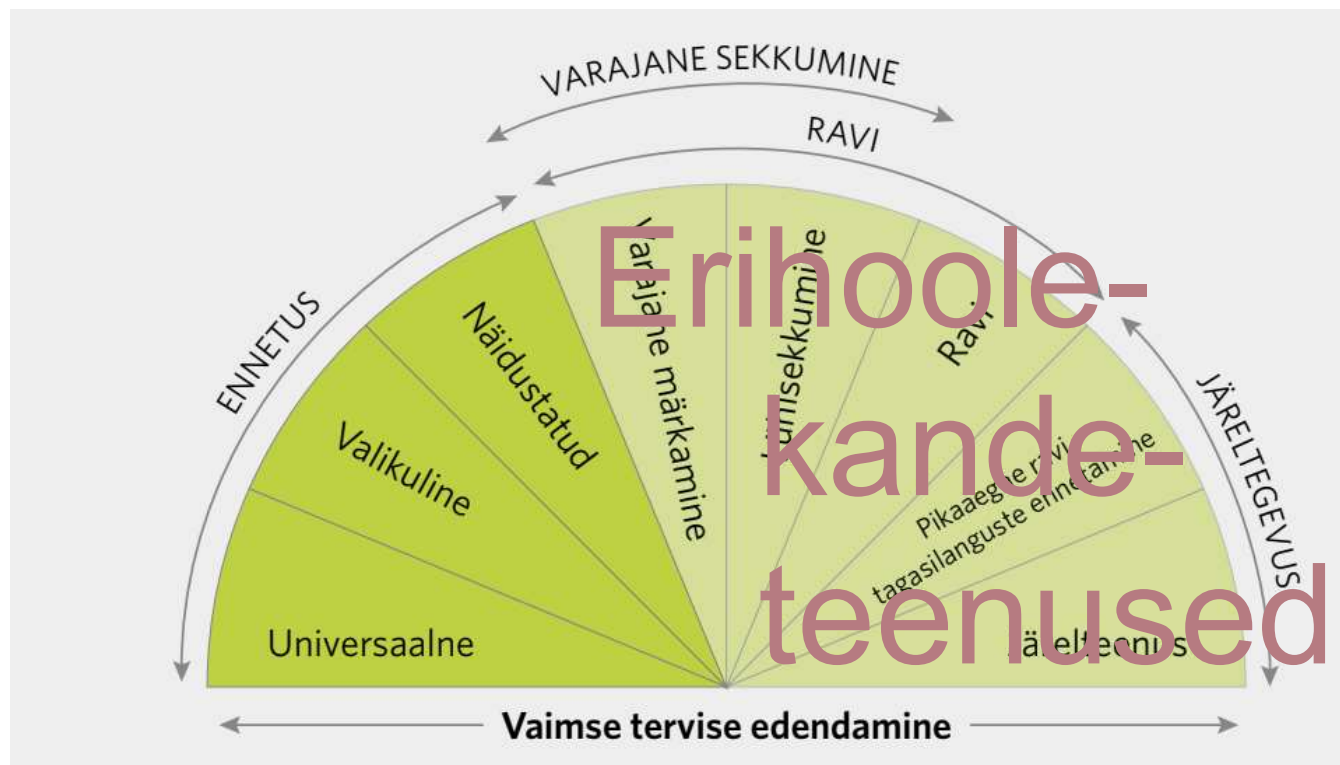 VARAJANE SEKKUMINE
RAVI
ENNETUS
JÄRELTEGEVUS
Universaalne
Valikuline
Näidustatud
Varajane märkamine
Ravi
Pikaaegne ravi
tagasilanguste ennetamine
Järelteenus
Erihoole-
kande-
teenused
Vaimse tervise edendamine